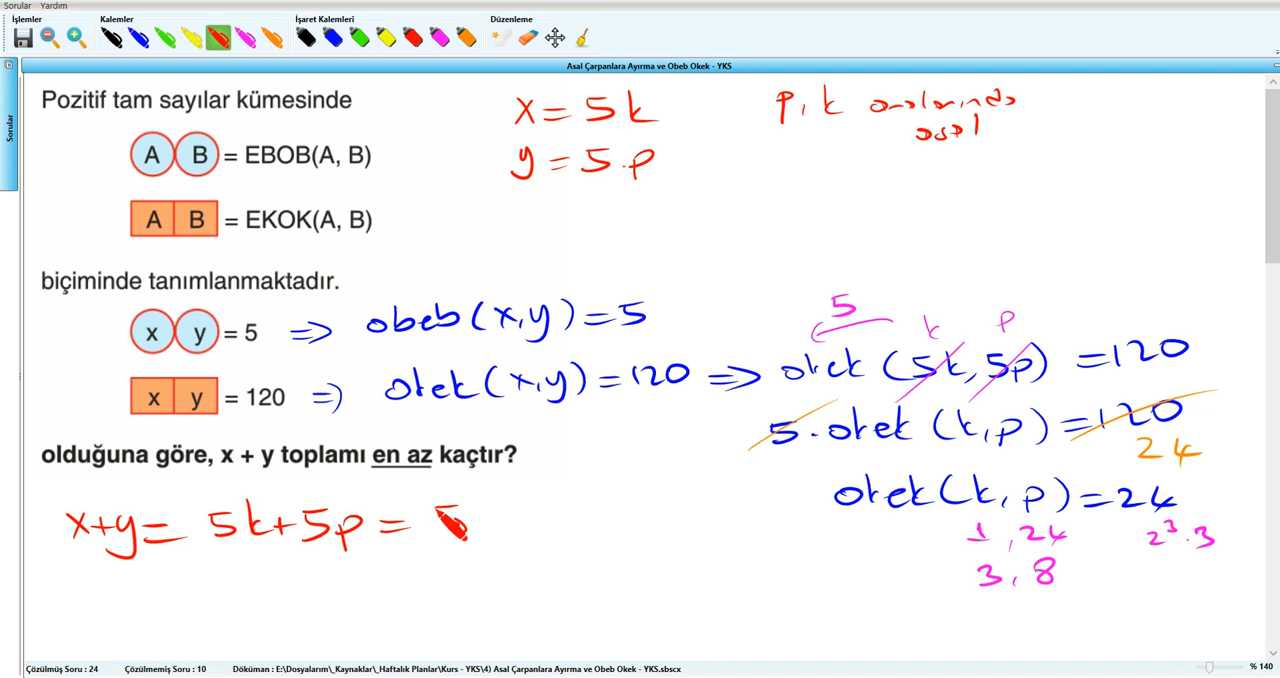 Sorular Yardım
İşlemler Kalemler İşaret Kalemleri Düzenleme
Asal Çarpanlara Ayırma ve Obeb Okek - YKS
Sorular
Pozitif tam sayılar kümesinde
A B = EBOB(A, B)
A B = EKOK(A, B)
biçiminde tanımlanmaktadır.
x y = 5 ⇒ obeb(x,y)=5
x y = 120 ⇒ okek(x,y)=120 ⇒ okek(5k,5p)=120
olduğuna göre, x + y toplamı en az kaçtır?
x=5k
y=5.p
p,k aralarında
asal
5
k p
5.okek(k,p)=120
24
okek(k,p)=24
1,24 2³.3
3,8
x+y= 5k+5p= 5
Çözülmüş Soru : 24 Çözülmemiş Soru : 10 Döküman : E:\Dosyalarım\_Kaynaklar\_Haftalık Planlar\Kurs - YKS\4) Asal Çarpanlara Ayırma ve Obeb Okek - YKS.sbscx % 140